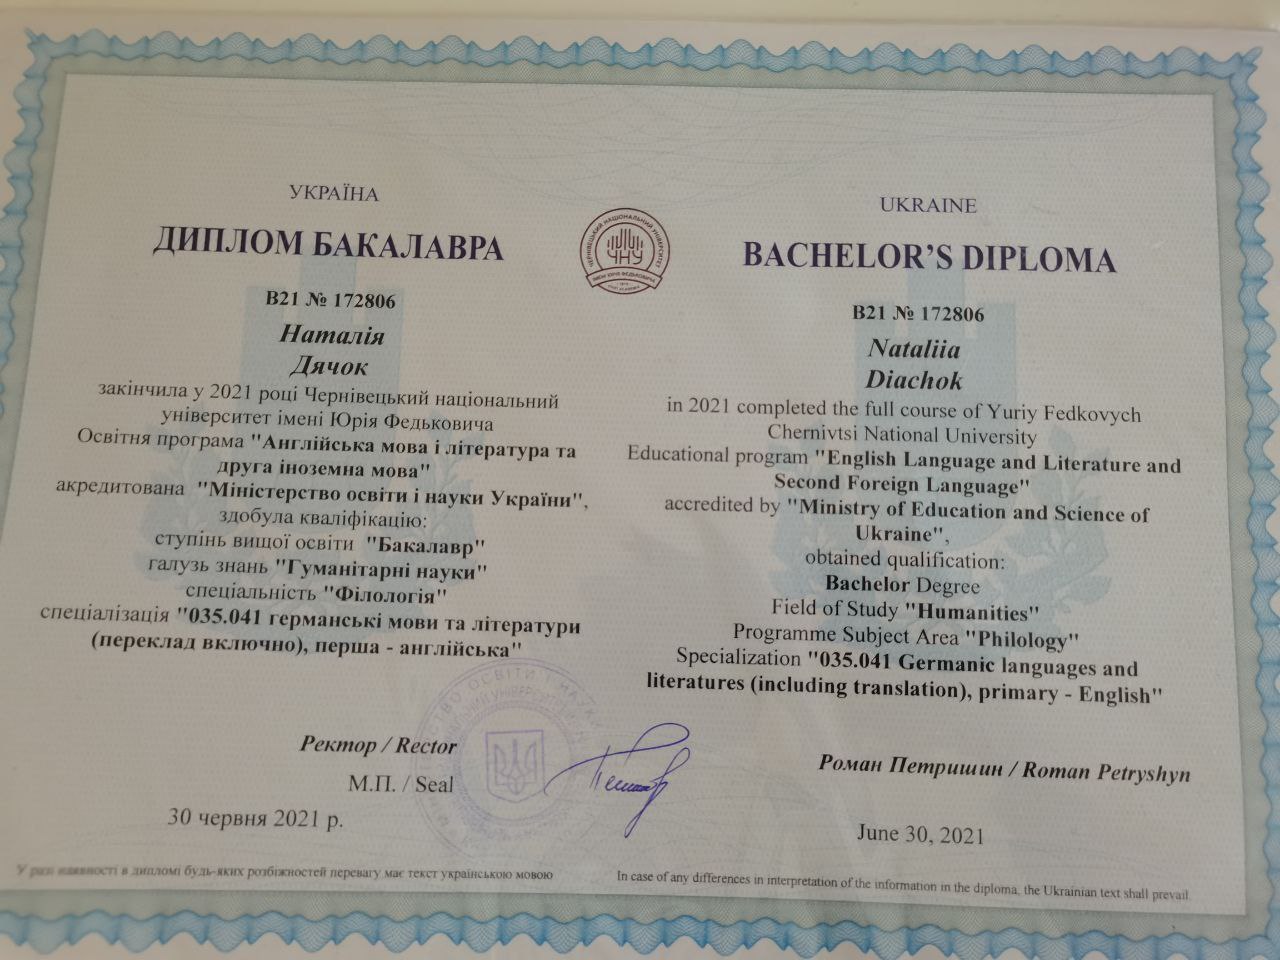 УКРАЇНА
ДИПЛОМ БАКАЛАВРА
B21 № 172806
Наталія
Дячок
закінчила у 2021 році Чернівецький національний
університет імені Юрія Федьковича
Освітня програма "Англійська мова і література та
друга іноземна мова"
акредитована "Міністерство освіти і науки України",
здобула кваліфікацію:
ступінь вищої освіти "Бакалавр"
галузь знань "Гуманітарні науки"
спеціальність "Філологія"
спеціалізація "035.041 германські мови та літератури
(переклад включно), перша - англійська"
ЧЕРНІВЕЦЬКИЙ НАЦІОНАЛЬНИЙ УНІВЕРСИТЕТ
ЧНУ
ІМЕНІ ЮРІЯ ФЕДЬКОВИЧА
UKRAINE
BACHELOR'S DIPLOMA
B21 № 172806
Nataliia
Diachok
in 2021 completed the full course of Yuriy Fedkovych
Chernivtsi National University
Educational program "English Language and Literature and
Second Foreign Language"
accredited by "Ministry of Education and Science of
Ukraine",
obtained qualification:
Bachelor Degree
Field of Study "Humanities"
Programme Subject Area "Philology"
Specialization "035.041 Germanic languages and
literatures (including translation), primary - English"
Ректор / Rector
М.П. / Seal
30 червня 2021 р.
Роман Петришин / Roman Petryshyn
June 30, 2021
У разі наявності в дипломі будь-яких розбіжностей перевагу має текст українською мовою
In case of any differences in interpretation of the information in the diploma, the Ukrainian text shall prevail